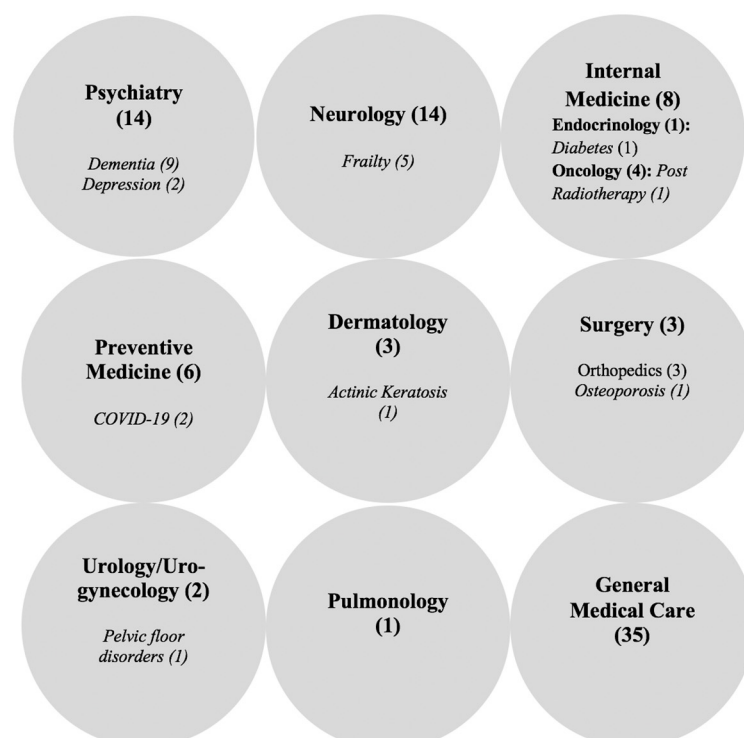 Psychiatry
(14)
Dementia (9)
Depression (2)
Neurology (14)
Frailty (5)
Internal
Medicine (8)
Endocrinology (1):
Diabetes (1)
Oncology (4): Post
Radiotherapy (1)
Preventive
Medicine (6)
COVID-19 (2)
Dermatology
(3)
Actinic Keratosis
(1)
Surgery (3)
Orthopedics (3)
Osteoporosis (1)
Urology/Uro-
gynecology (2)
Pelvic floor
disorders (1)
Pulmonology
(1)
General
Medical Care
(35)